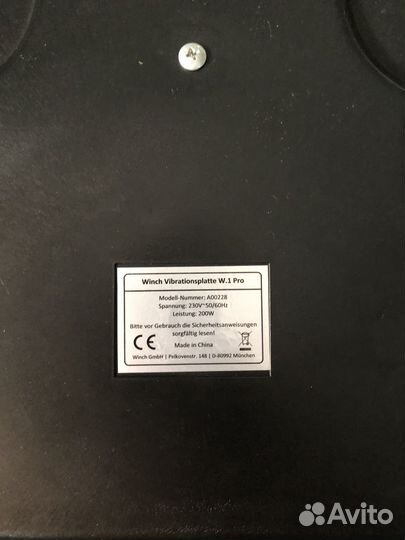 Winch Vibrationsplatte W.1 Pro
Modell-Nummer: A00228
Spannung: 230V~50/60Hz
Leistung: 200W
Bitte vor Gebrauch die Sicherheitsanweisungen
sorgfältig lesen!
CE
Made in China
Winch GmbH | Pelkovenstr. 148 | D-80992 München
Avito